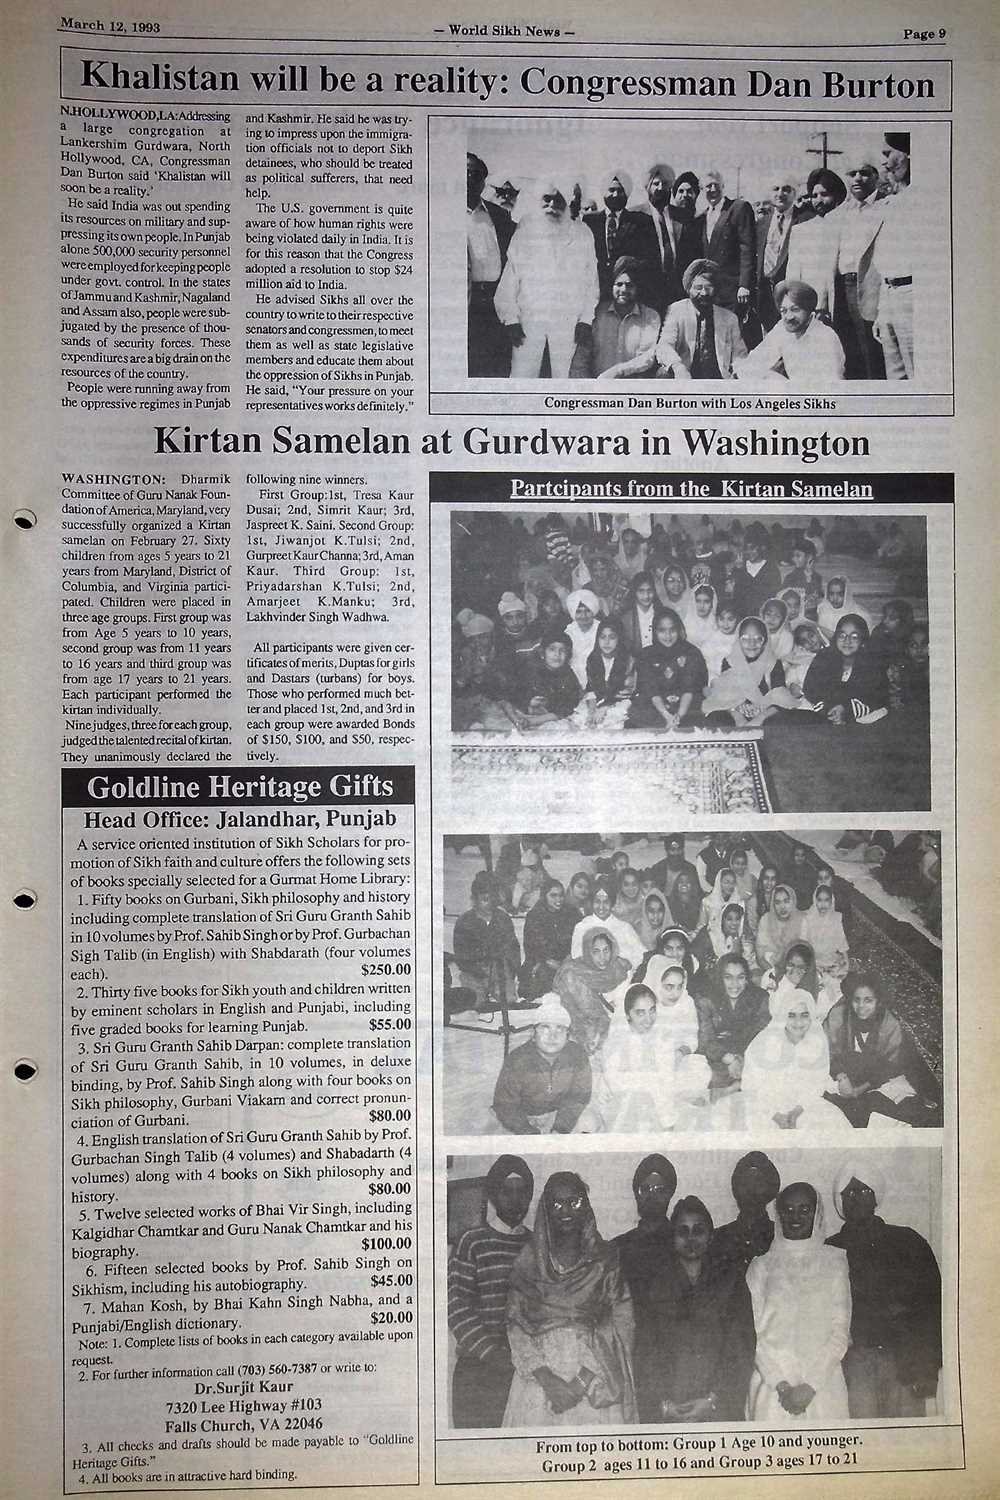 March 12, 1993
– World Sikh News –
Page 9
Khalistan will be a reality: Congressman Dan Burton
N.HOLLYWOOD,LA:Addressing
a large congregation at
Lankershim Gurdwara, North
Hollywood, CA, Congressman
Dan Burton said ‘Khalistan will
soon be a reality.’
He said India was out spending
its resources on military and sup-
pressing its own people. In Punjab
alone 500,000 security personnel
were employed for keeping people
under govt. control. In the states
of Jammu and Kashmir, Nagaland
and Assam also, people were sub-
jugated by the presence of thou-
sands of security forces. These
expenditures are a big drain on the
resources of the country.
People were running away from
the oppressive regimes in Punjab
and Kashmir. He said he was try-
ing to impress upon the immigra-
tion officials not to deport Sikh
detainees, who should be treated
as political sufferers, that need
help.
The U.S. government is quite
aware of how human rights were
being violated daily in India. It is
for this reason that the Congress
adopted a resolution to stop $24
million aid to India.
He advised Sikhs all over the
country to write to their respective
senators and congressmen, to meet
them as well as state legislative
members and educate them about
the oppression of Sikhs in Punjab.
He said, “Your pressure on your
representatives works definitely.”
Congressman Dan Burton with Los Angeles Sikhs
Kirtan Samelan at Gurdwara in Washington
WASHINGTON: Dharmik
Committee of Guru Nanak Foun-
dation of America, Maryland, very
successfully organized a Kirtan
samelan on February 27. Sixty
children from ages 5 years to 21
years from Maryland, District of
Columbia, and Virginia partici-
pated. Children were placed in
three age groups. First group was
from Age 5 years to 10 years,
second group was from 11 years
to 16 years and third group was
from age 17 years to 21 years.
Each participant performed the
kirtan individually.
Nine judges, three for each group,
judged the talented recital of kirtan.
They unanimously declared the
following nine winners.
First Group:1st, Tresa Kaur
Dusai; 2nd, Simrit Kaur; 3rd,
Jaspreet K. Saini. Second Group:
1st, Jiwanjot K.Tulsi; 2nd,
Gurpreet Kaur Channa; 3rd, Aman
Kaur. Third Group: 1st,
Priyadarshan K.Tulsi; 2nd,
Amarjeet K.Manku; 3rd,
Lakhvinder Singh Wadhwa.
All participants were given cer-
tificates of merits, Duptas for girls
and Dastars (turbans) for boys.
Those who performed much bet-
ter and placed 1st, 2nd, and 3rd in
each group were awarded Bonds
of $150, $100, and $50, respec-
tively.
Partcipants from the Kirtan Samelan
Goldline Heritage Gifts
Head Office: Jalandhar, Punjab
A service oriented institution of Sikh Scholars for pro-
motion of Sikh faith and culture offers the following sets
of books specially selected for a Gurmat Home Library:
1. Fifty books on Gurbani, Sikh philosophy and history
including complete translation of Sri Guru Granth Sahib
in 10 volumes by Prof. Sahib Singh or by Prof. Gurbachan
Sigh Talib (in English) with Shabdarath (four volumes
each). $250.00
2. Thirty five books for Sikh youth and children written
by eminent scholars in English and Punjabi, including
five graded books for learning Punjab. $55.00
3. Sri Guru Granth Sahib Darpan: complete translation
of Sri Guru Granth Sahib, in 10 volumes, in deluxe
binding, by Prof. Sahib Singh along with four books on
Sikh philosophy, Gurbani Viakarn and correct pronun-
ciation of Gurbani. $80.00
4. English translation of Sri Guru Granth Sahib by Prof.
Gurbachan Singh Talib (4 volumes) and Shabadarth (4
volumes) along with 4 books on Sikh philosophy and
history. $80.00
5. Twelve selected works of Bhai Vir Singh, including
Kalgidhar Chamtkar and Guru Nanak Chamtkar and his
biography. $100.00
6. Fifteen selected books by Prof. Sahib Singh on
Sikhism, including his autobiography. $45.00
7. Mahan Kosh, by Bhai Kahn Singh Nabha, and a
Punjabi/English dictionary. $20.00
Note: 1. Complete lists of books in each category available upon
request.
2. For further information call (703) 560-7387 or write to:
Dr.Surjit Kaur
7320 Lee Highway #103
Falls Church, VA 22046
3. All checks and drafts should be made payable to “Goldline
Heritage Gifts.”
4. All books are in attractive hard binding.
From top to bottom: Group 1 Age 10 and younger.
Group 2 ages 11 to 16 and Group 3 ages 17 to 21